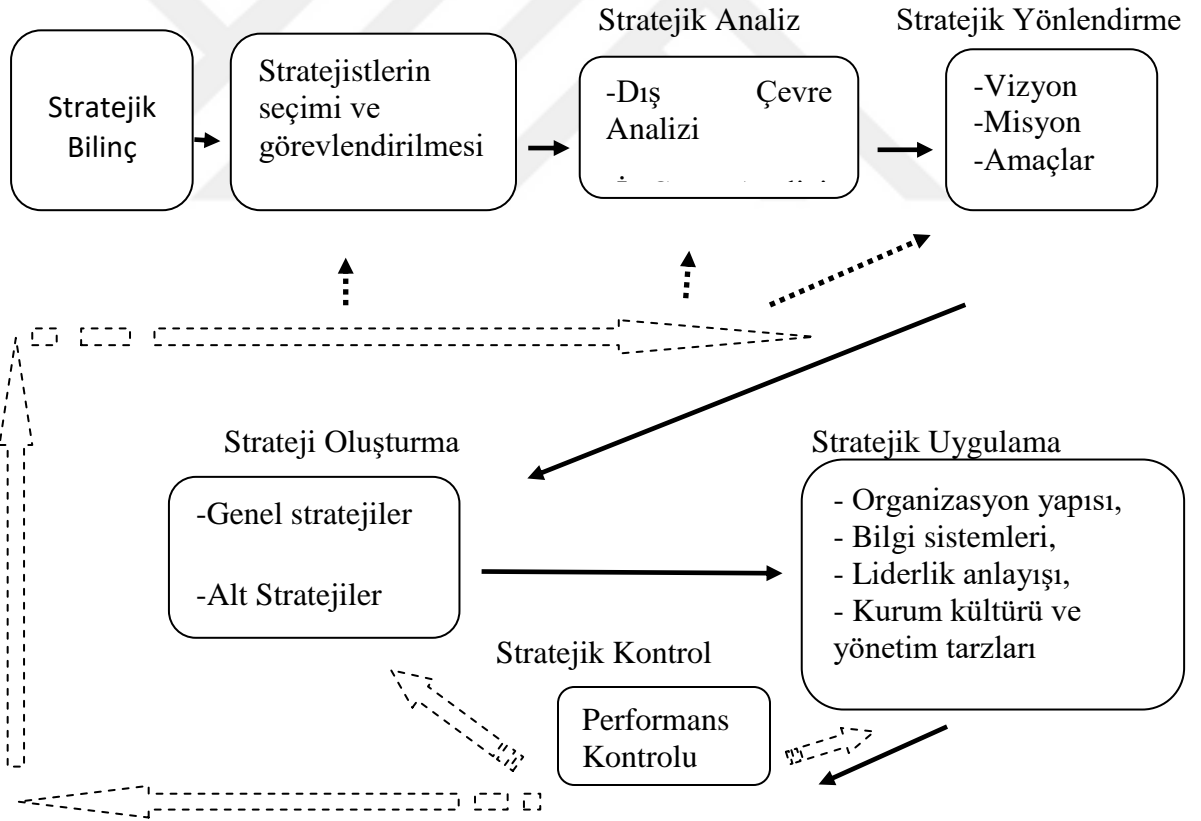 Stratejik Analiz
Stratejik Yönlendirme
Stratejik
Bilinç
Stratejistlerin
seçimi ve
görevlendirilmesi
-Dış Çevre
Analizi
-Vizyon
-Misyon
-Amaçlar
Strateji Oluşturma
Stratejik Uygulama
-Genel stratejiler
-Alt Stratejiler
- Organizasyon yapısı,
- Bilgi sistemleri,
- Liderlik anlayışı,
- Kurum kültürü ve
yönetim tarzları
Stratejik Kontrol
Performans
Kontrolu